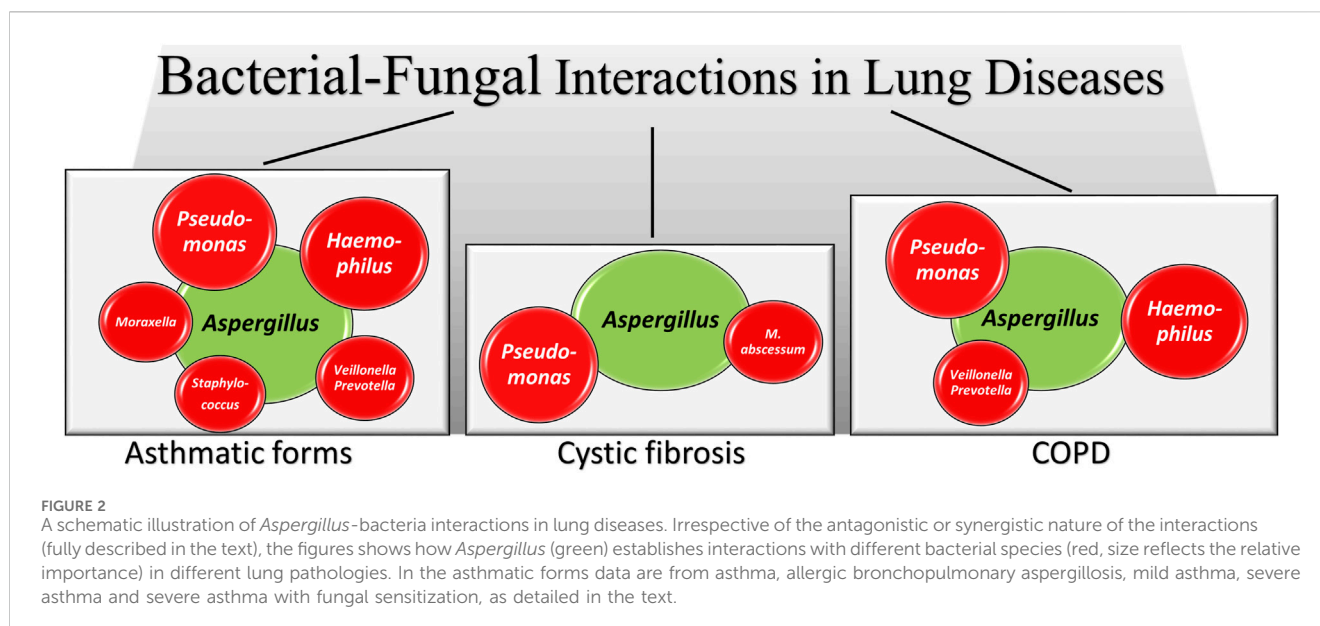 Bacterial-Fungal Interactions in Lung Diseases
Pseudo-
monas
Haemo-
philus
Moraxella
Aspergillus
Staphylo-
coccus
Veillonella
Prevotella
Asthmatic forms
Aspergillus
Pseudo-
monas
M.
abscessum
Cystic fibrosis
Pseudo-
monas
Aspergillus
Haemo-
philus
Veillonella
Prevotella
COPD
FIGURE 2
A schematic illustration of Aspergillus-bacteria interactions in lung diseases. Irrespective of the antagonistic or synergistic nature of the interactions
(fully described in the text), the figures shows how Aspergillus (green) establishes interactions with different bacterial species (red, size reflects the relative
importance) in different lung pathologies. In the asthmatic forms data are from asthma, allergic bronchopulmonary aspergillosis, mild asthma, severe
asthma and severe asthma with fungal sensitization, as detailed in the text.